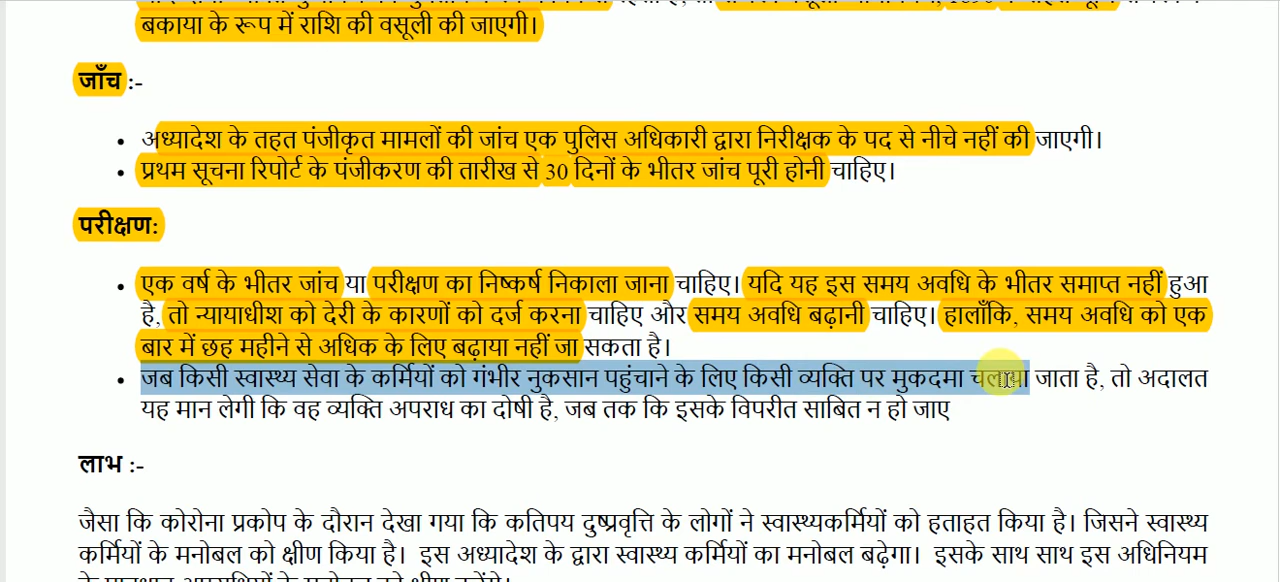 बकाया के रूप में राशि की वसूली की जाएगी।
जाँच :-
• अध्यादेश के तहत पंजीकृत मामलों की जांच एक पुलिस अधिकारी द्वारा निरीक्षक के पद से नीचे नहीं की जाएगी।
• प्रथम सूचना रिपोर्ट के पंजीकरण की तारीख से 30 दिनों के भीतर जांच पूरी होनी चाहिए।
परीक्षण:
• एक वर्ष के भीतर जांच या परीक्षण का निष्कर्ष निकाला जाना चाहिए। यदि यह इस समय अवधि के भीतर समाप्त नहीं हुआ
है, तो न्यायाधीश को देरी के कारणों को दर्ज करना चाहिए और समय अवधि बढ़ानी चाहिए। हालाँकि, समय अवधि को एक
बार में छह महीने से अधिक के लिए बढ़ाया नहीं जा सकता है।
• जब किसी स्वास्थ्य सेवा के कर्मियों को गंभीर नुकसान पहुंचाने के लिए किसी व्यक्ति पर मुकदमा चलाया जाता है, तो अदालत
यह मान लेगी कि वह व्यक्ति अपराध का दोषी है, जब तक कि इसके विपरीत साबित न हो जाए
लाभ :-
जैसा कि कोरोना प्रकोप के दौरान देखा गया कि कतिपय दुष्प्रवृत्ति के लोगों ने स्वास्थ्यकर्मियों को हताहत किया है। जिसने स्वास्थ्य
कर्मियों के मनोबल को क्षीण किया है। इस अध्यादेश के द्वारा स्वास्थ्य कर्मियों का मनोबल बढ़ेगा। इसके साथ साथ इस अधिनियम